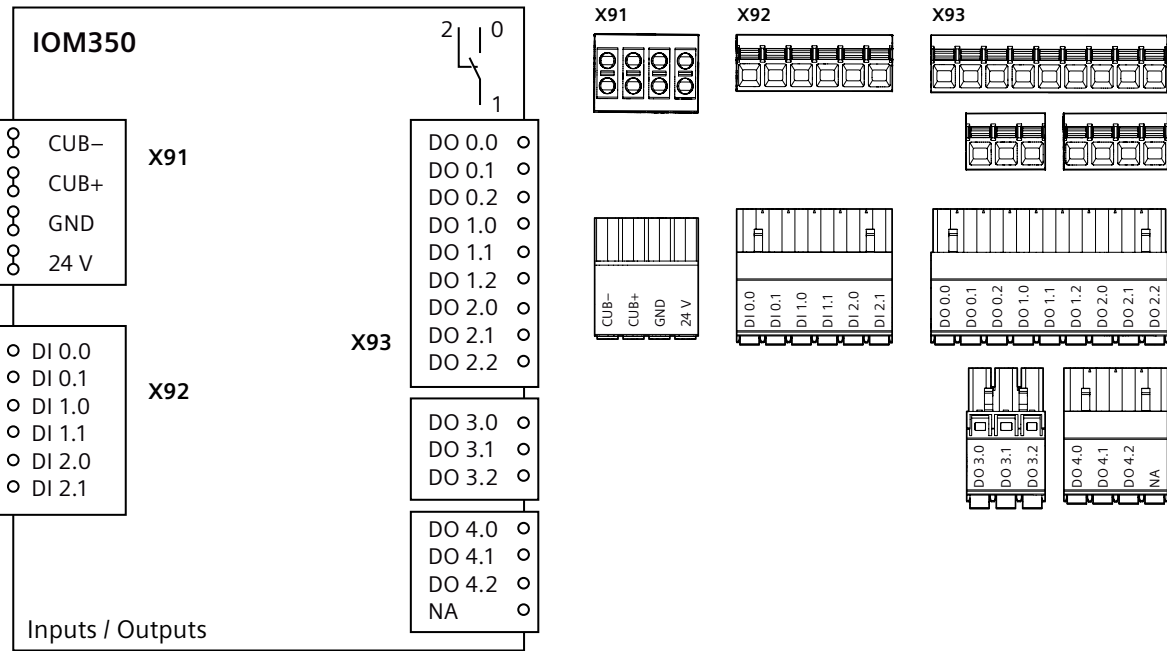 IOM350
2 0
1
CUB–
CUB+
GND
24 V
X91
DI 0.0
DI 0.1
DI 1.0
DI 1.1
DI 2.0
DI 2.1
X92
DO 0.0
DO 0.1
DO 0.2
DO 1.0
DO 1.1
DO 1.2
DO 2.0
DO 2.1
DO 2.2
X93
DO 3.0
DO 3.1
DO 3.2
DO 4.0
DO 4.1
DO 4.2
NA
Inputs / Outputs
X91
X92
X93
CUB–
CUB+
GND
24 V
DI 0.0
DI 0.1
DI 1.0
DI 1.1
DI 2.0
DI 2.1
DO 0.0
DO 0.1
DO 0.2
DO 1.0
DO 1.1
DO 1.2
DO 2.0
DO 2.1
DO 2.2
DO 3.0
DO 3.1
DO 3.2
DO 4.0
DO 4.1
DO 4.2
NA